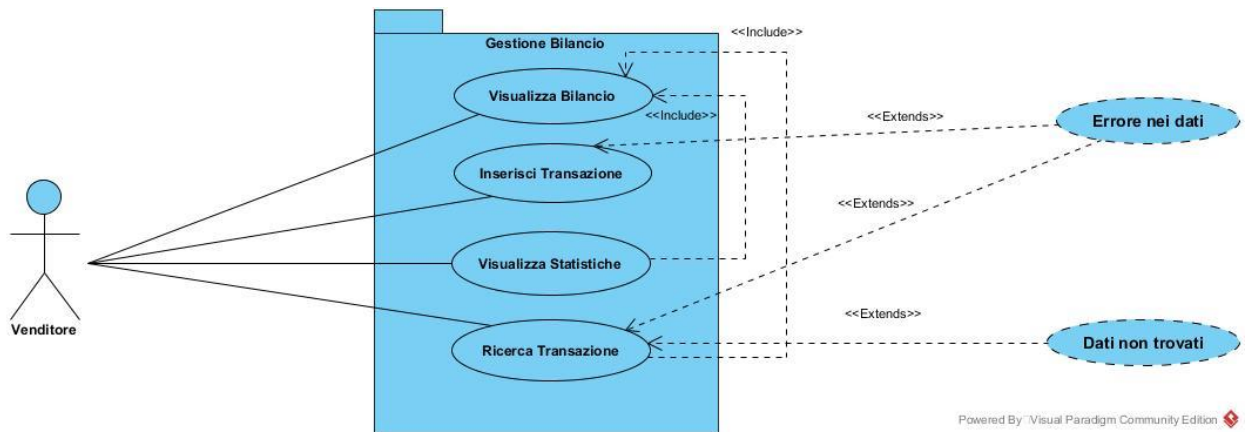 Gestione Bilancio
<<Include>>
Visualizza Bilancio
<<Include>>
<<Extends>>
Errore nei dati
Inserisci Transazione
<<Extends>>
Visualizza Statistiche
Venditore
<<Extends>>
Ricerca Transazione
Dati non trovati
Powered By Visual Paradigm Community Edition